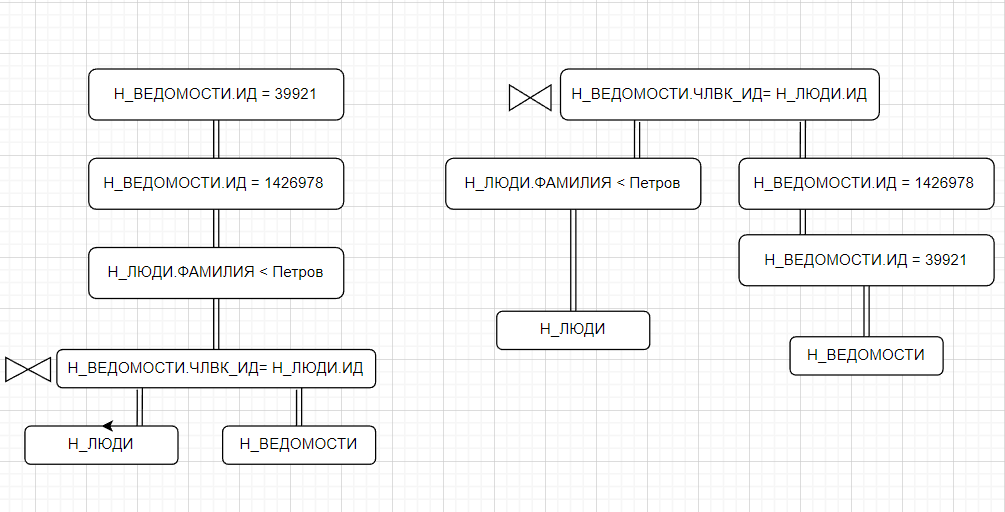 Н_ВЕДОМОСТИ.ИД = 39921
Н_ВЕДОМОСТИ.ИД = 1426978
Н_ЛЮДИ.ФАМИЛИЯ < Петров
Н_ВЕДОМОСТИ.ЧЛВК_ИД= Н_ЛЮДИ.ИД
Н_ЛЮДИ
Н_ВЕДОМОСТИ
Н_ВЕДОМОСТИ.ЧЛВК_ИД= Н_ЛЮДИ.ИД
Н_ЛЮДИ.ФАМИЛИЯ < Петров
Н_ВЕДОМОСТИ.ИД = 1426978
Н_ВЕДОМОСТИ.ИД = 39921
Н_ЛЮДИ
Н_ВЕДОМОСТИ